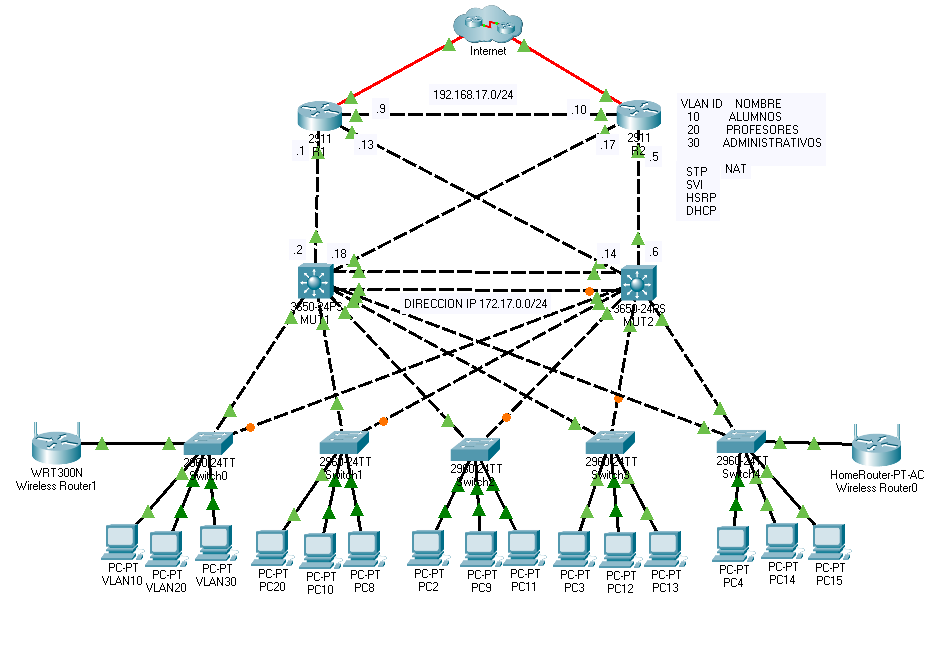 Internet
192.168.17.0/24
.9
.10
2911
R1
2911
R2
.1
.13
.17
.5
VLAN ID NOMBRE
10 ALUMNOS
20 PROFESORES
30 ADMINISTRATIVOS
STP NAT
SVI
HSRP
DHCP
.2
.18
.14
.6
3650-24PS
MUT1
DIRECCION IP 172.17.0.0/24
3650-24PS
MUT2
WRT300N
Wireless Router1
2960-24TT
Switch0
2960-24TT
Switch1
2960-24TT
Switch2
2960-24TT
Switch3
2960-24TT
Switch4
HomeRouter-PT-AC
Wireless Router0
PC-PT
VLAN10
PC-PT
VLAN20
PC-PT
VLAN30
PC-PT
PC20
PC-PT
PC10
PC-PT
PC8
PC-PT
PC2
PC-PT
PC9
PC-PT
PC11
PC-PT
PC3
PC-PT
PC12
PC-PT
PC13
PC-PT
PC4
PC-PT
PC14
PC-PT
PC15